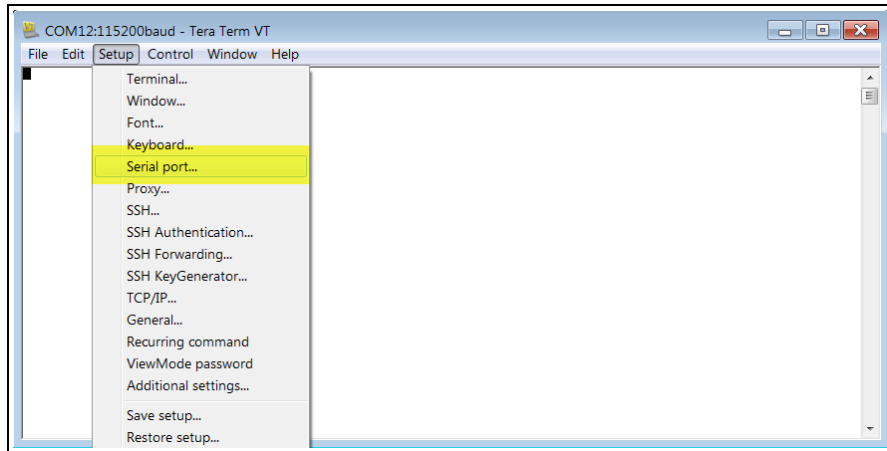 COM12:115200baud - Tera Term VT
File Edit Setup Control Window Help
Terminal...
Window...
Font...
Keyboard...
Serial port...
Proxy...
SSH...
SSH Authentication...
SSH Forwarding...
SSH KeyGenerator...
TCP/IP...
General...
Recurring command
ViewMode password
Additional settings...
Save setup...
Restore setup...